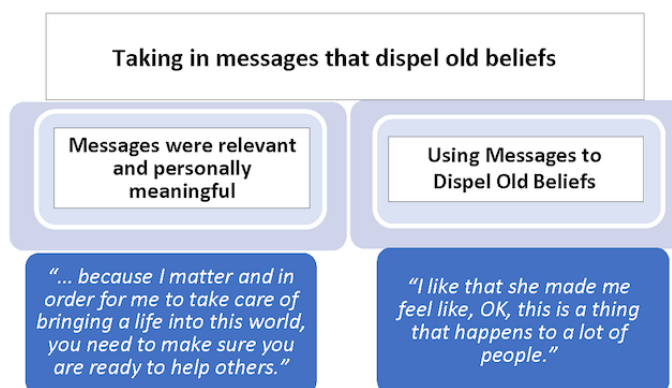 Taking in messages that dispel old beliefs
Messages were relevant
and personally
meaningful
“... because I matter and in
order for me to take care of
bringing a life into this world,
you need to make sure you
are ready to help others.”
Using Messages to
Dispel Old Beliefs
“I like that she made me
feel like, OK, this is a thing
that happens to a lot of
people.”